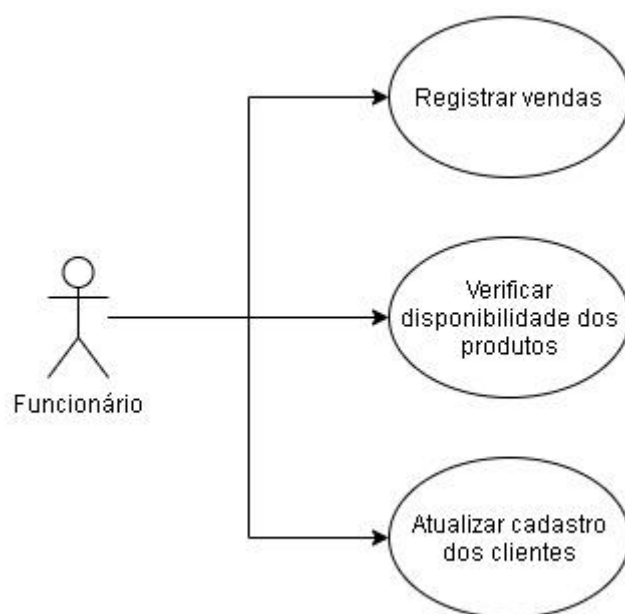 Registrar vendas
Verificar
disponibilidade dos
produtos
Funcionário
Atualizar cadastro
dos clientes